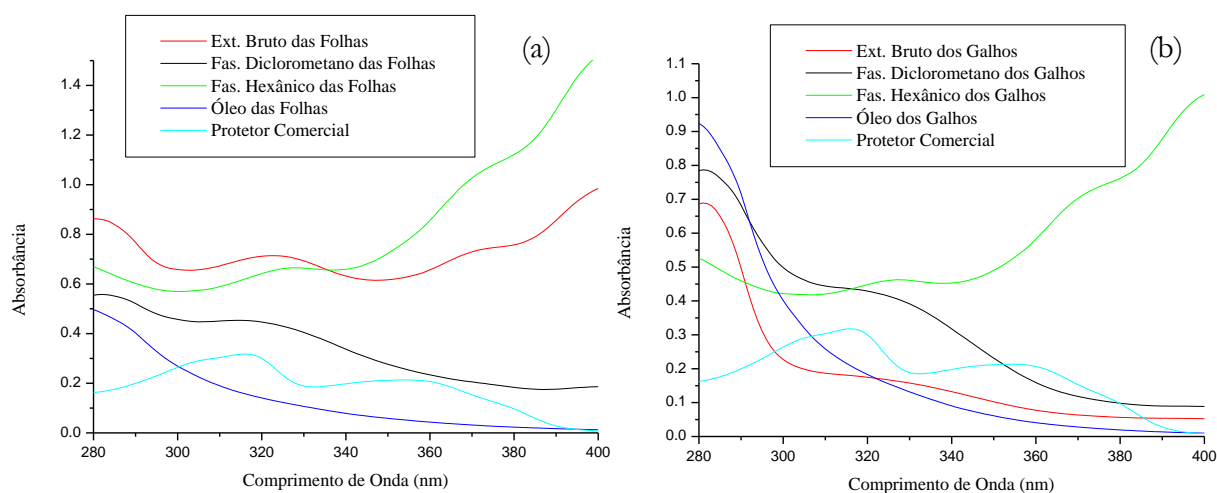 Ext. Bruto das Folhas
Fas. Diclorometano das Folhas
Fas. Hexânico das Folhas
Óleo das Folhas
Protetor Comercial
(a)
1.4
1.2
1.0
0.8
0.6
0.4
0.2
0.0
Absorbância
280
300
320
340
360
380
400
Comprimento de Onda (nm)
Ext. Bruto dos Galhos
Fas. Diclorometano dos Galhos
Fas. Hexânico dos Galhos
Óleo dos Galhos
Protetor Comercial
(b)
1.1
1.0
0.9
0.8
0.7
0.6
0.5
0.4
0.3
0.2
0.1
0.0
Absorbância
280
300
320
340
360
380
400
Comprimento de Onda (nm)